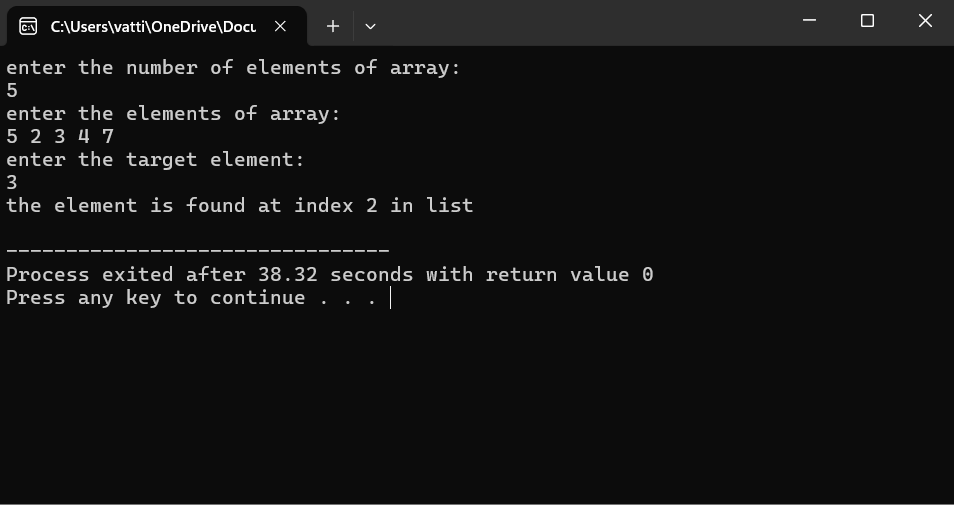 C:\Users\vatti\OneDrive\Docu
enter the number of elements of array:
5
enter the elements of array:
5 2 3 4 7
enter the target element:
3
the element is found at index 2 in list
--------------------------------
Process exited after 38.32 seconds with return value 0
Press any key to continue . . .